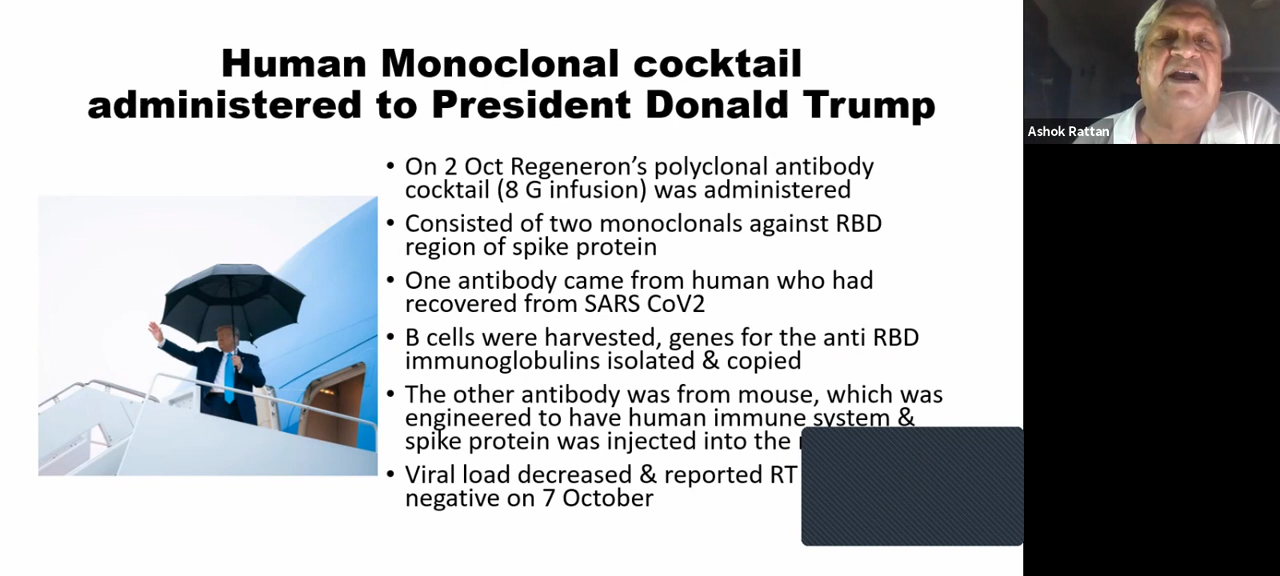 Human Monoclonal cocktail
administered to President Donald Trump
• On 2 Oct Regeneron's polyclonal antibody
cocktail (8 G infusion) was administered
• Consisted of two monoclonals against RBD
region of spike protein
• One antibody came from human who had
recovered from SARS CoV2
• B cells were harvested, genes for the anti RBD
immunoglobulins isolated & copied
• The other antibody was from mouse, which was
engineered to have human immune system &
spike protein was injected into the
• Viral load decreased & reported RT
negative on 7 October
Ashok Rattan